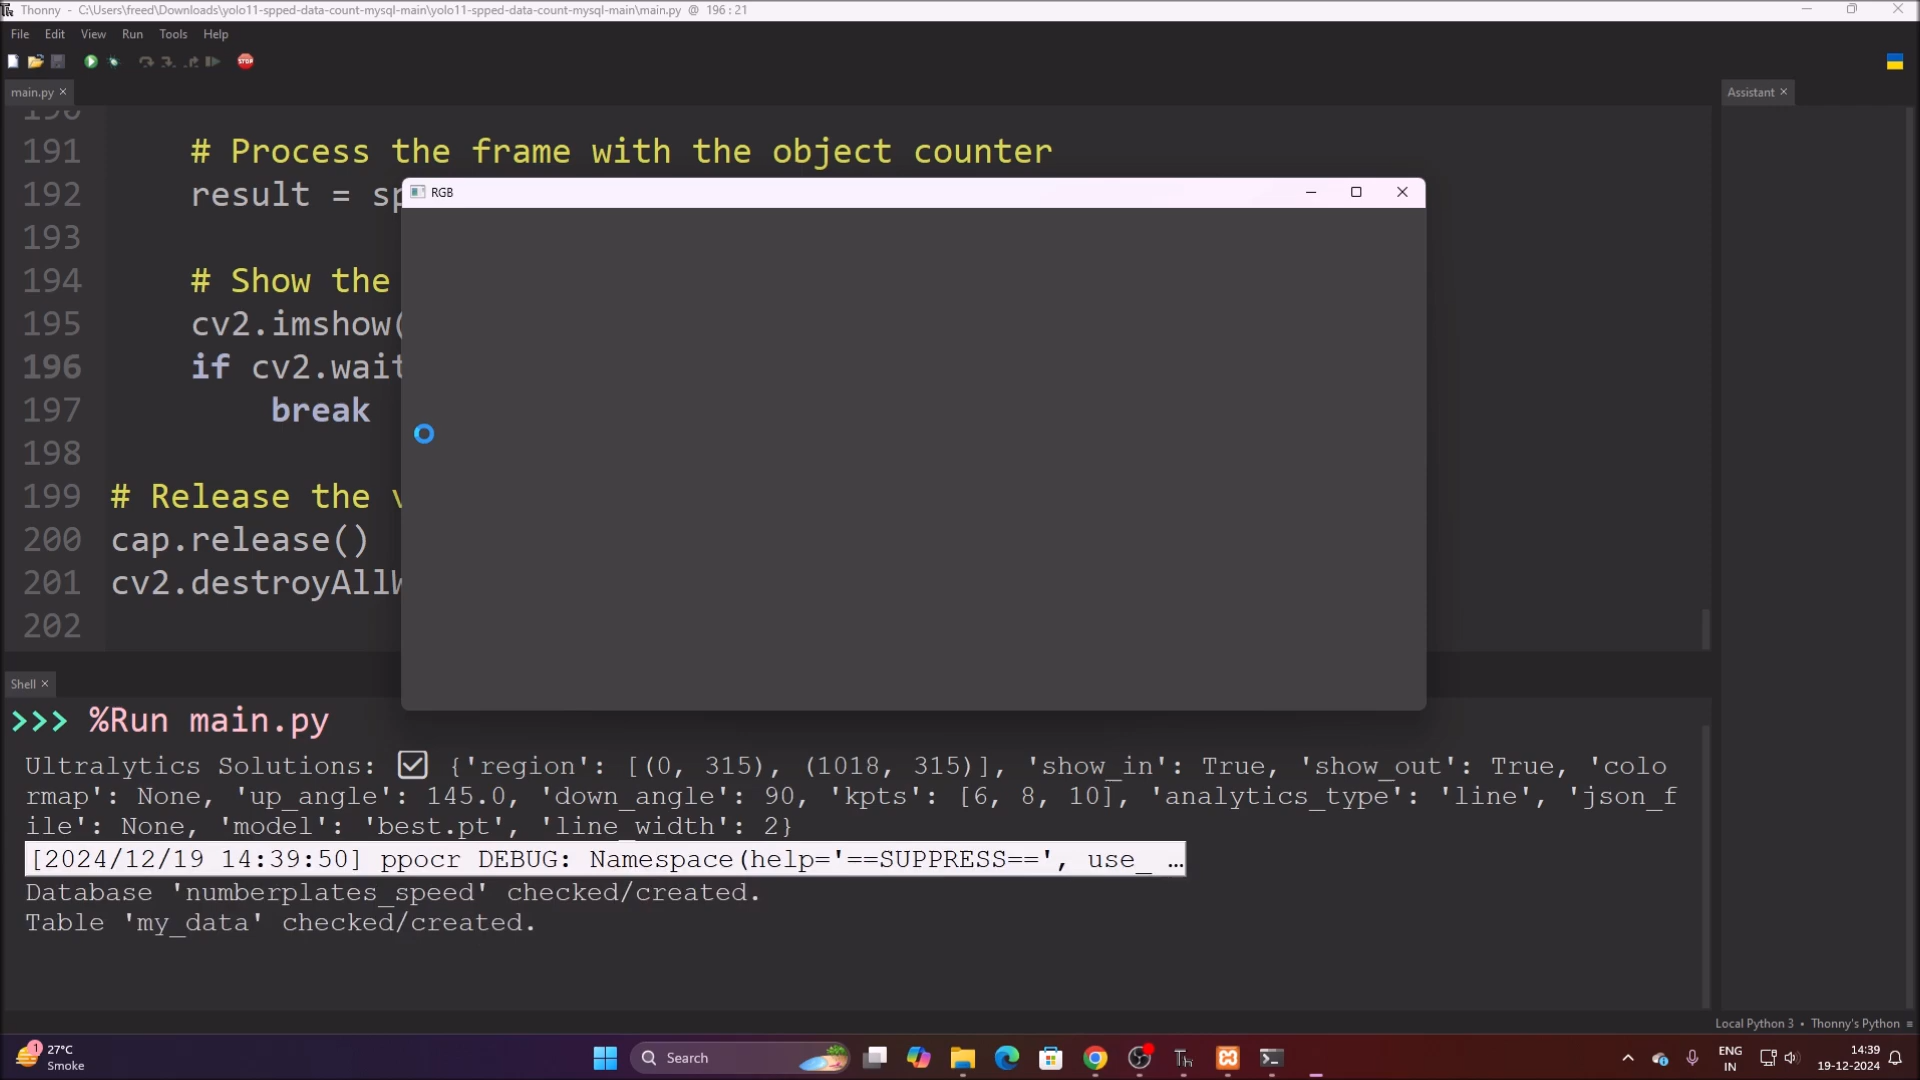 Thonny - C:\Users\freed\Downloads\yolo11-spped-data-count-mysql-main\yolo11-spped-data-count-mysql-main\main.py @ 196 : 21
File Edit View Run Tools Help
STOP
main.py ×
Assistant ×
190
191 # Process the frame with the object counter
192 result = sp
193
194 # Show the
195 cv2.imshow(
196 if cv2.wait
197 break
198
199 # Release the v
200 cap.release()
201 cv2.destroyAllW
202
RGB
Shell ×
>>> %Run main.py
Ultralytics Solutions: ✅ {'region': [(0, 315), (1018, 315)], 'show_in': True, 'show_out': True, 'colo
rmap': None, 'up_angle': 145.0, 'down_angle': 90, 'kpts': [6, 8, 10], 'analytics_type': 'line', 'json_f
ile': None, 'model': 'best.pt', 'line_width': 2}
[2024/12/19 14:39:50] ppocr DEBUG: Namespace(help='==SUPPRESS==', use_ …
Database 'numberplates_speed' checked/created.
Table 'my_data' checked/created.
Local Python 3 • Thonny's Python ≡
1
27°C
Smoke
Search
Th
ENG
IN
14:39
19-12-2024